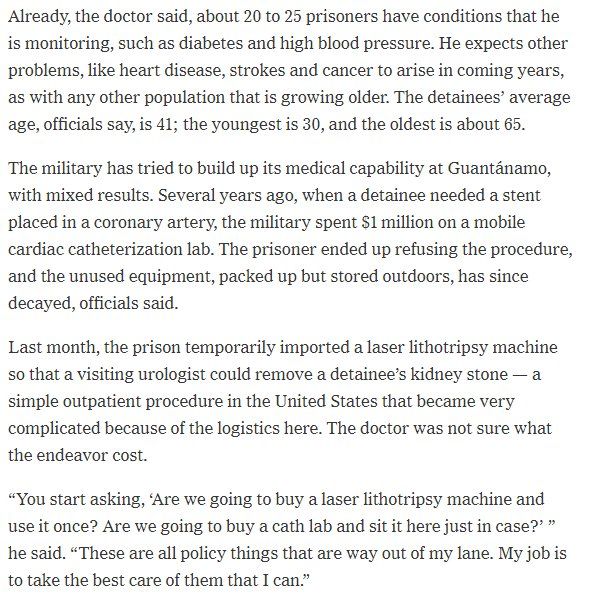 Already, the doctor said, about 20 to 25 prisoners have conditions that he
is monitoring, such as diabetes and high blood pressure. He expects other
problems, like heart disease, strokes and cancer to arise in coming years,
as with any other population that is growing older. The detainees’ average
age, officials say, is 41; the youngest is 30, and the oldest is about 65.
The military has tried to build up its medical capability at Guantánamo,
with mixed results. Several years ago, when a detainee needed a stent
placed in a coronary artery, the military spent $1 million on a mobile
cardiac catheterization lab. The prisoner ended up refusing the procedure,
and the unused equipment, packed up but stored outdoors, has since
decayed, officials said.
Last month, the prison temporarily imported a laser lithotripsy machine
so that a visiting urologist could remove a detainee’s kidney stone — a
simple outpatient procedure in the United States that became very
complicated because of the logistics here. The doctor was not sure what
the endeavor cost.
“You start asking, ‘Are we going to buy a laser lithotripsy machine and
use it once? Are we going to buy a cath lab and sit it here just in case?’ ”
he said. “These are all policy things that are way out of my lane. My job is
to take the best care of them that I can.”